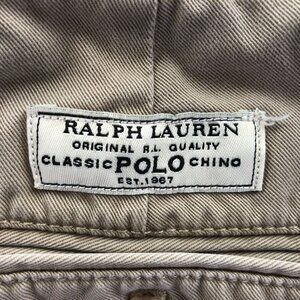 RALPH LAUREN
ORIGINAL R.L. QUALITY
CLASSIC POLO CHINO
EST. 1967